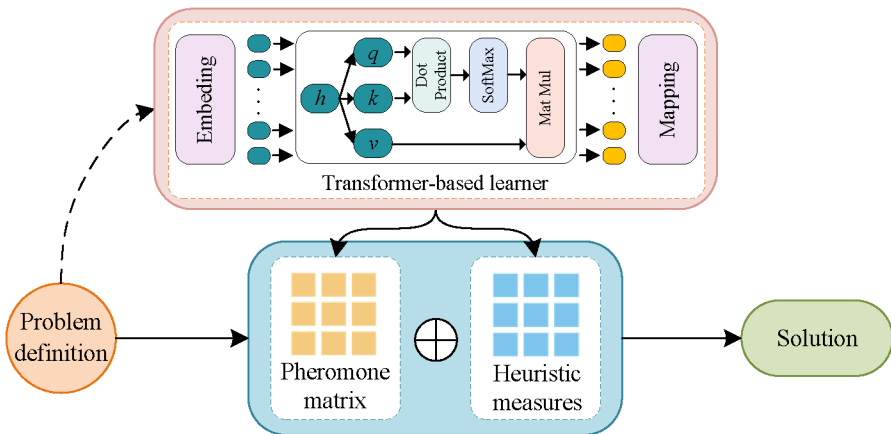 Embeding
h
q
k
v
Dot
Product
SoftMax
Mat Mul
Mapping
Transformer-based learner
Problem
definition
Pheromone
matrix
Heuristic
measures
Solution